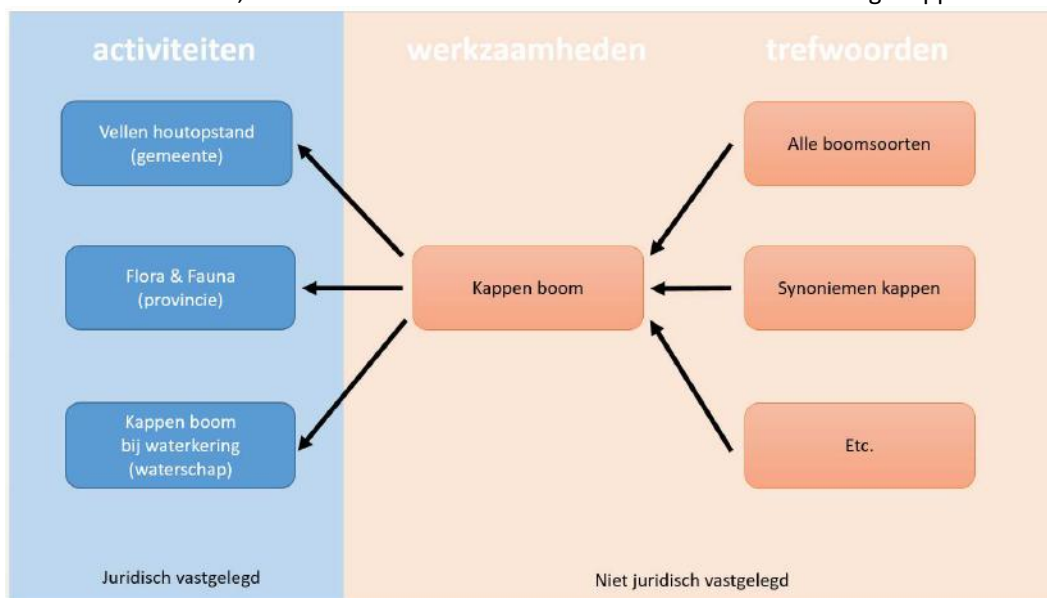 activiteiten
werkzaamheden
trefwoorden
Vellen houtopstand
(gemeente)
Alle boomsoorten
Flora & Fauna
(provincie)
Kappen boom
Synoniemen kappen
Kappen boom
bij waterkering
(waterschap)
Etc.
Juridisch vastgelegd
Niet juridisch vastgelegd